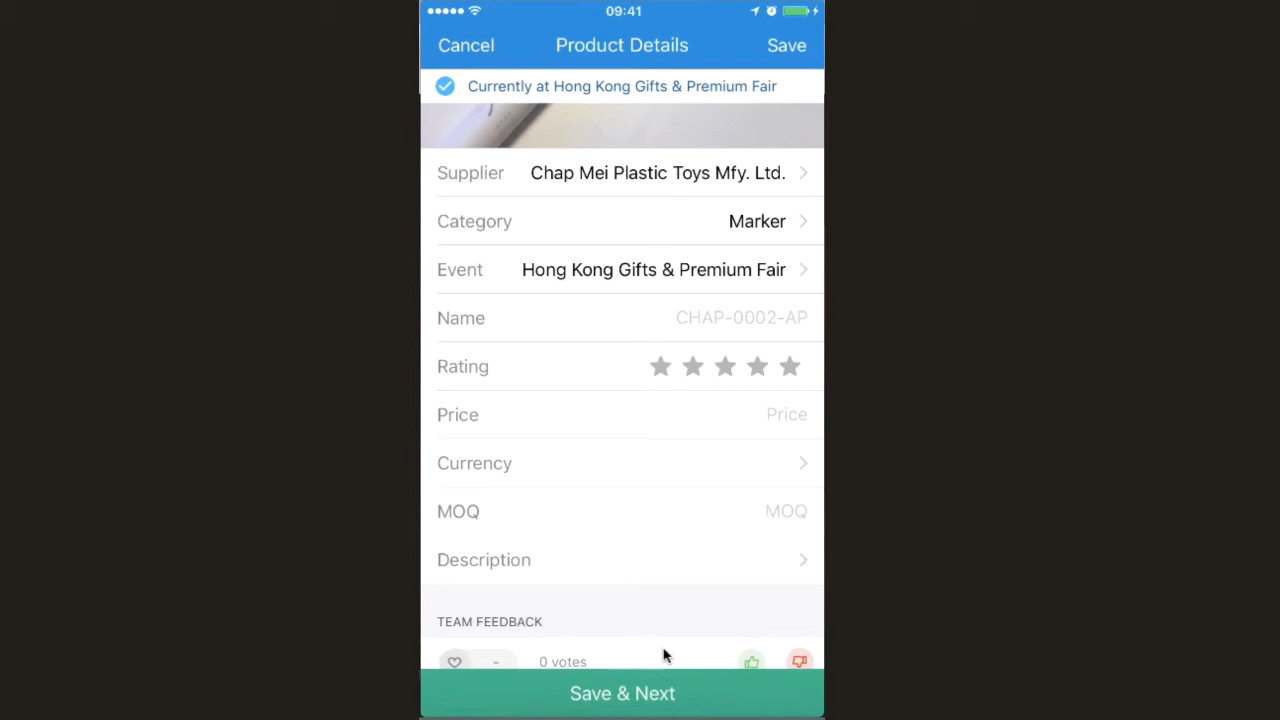 09:41
Cancel Product Details Save
Currently at Hong Kong Gifts & Premium Fair
Supplier Chap Mei Plastic Toys Mfy. Ltd.
Category Marker
Event Hong Kong Gifts & Premium Fair
Name CHAP-0002-AP
Rating
Price Price
Currency
MOQ MOQ
Description
TEAM FEEDBACK
- 0 votes
Save & Next